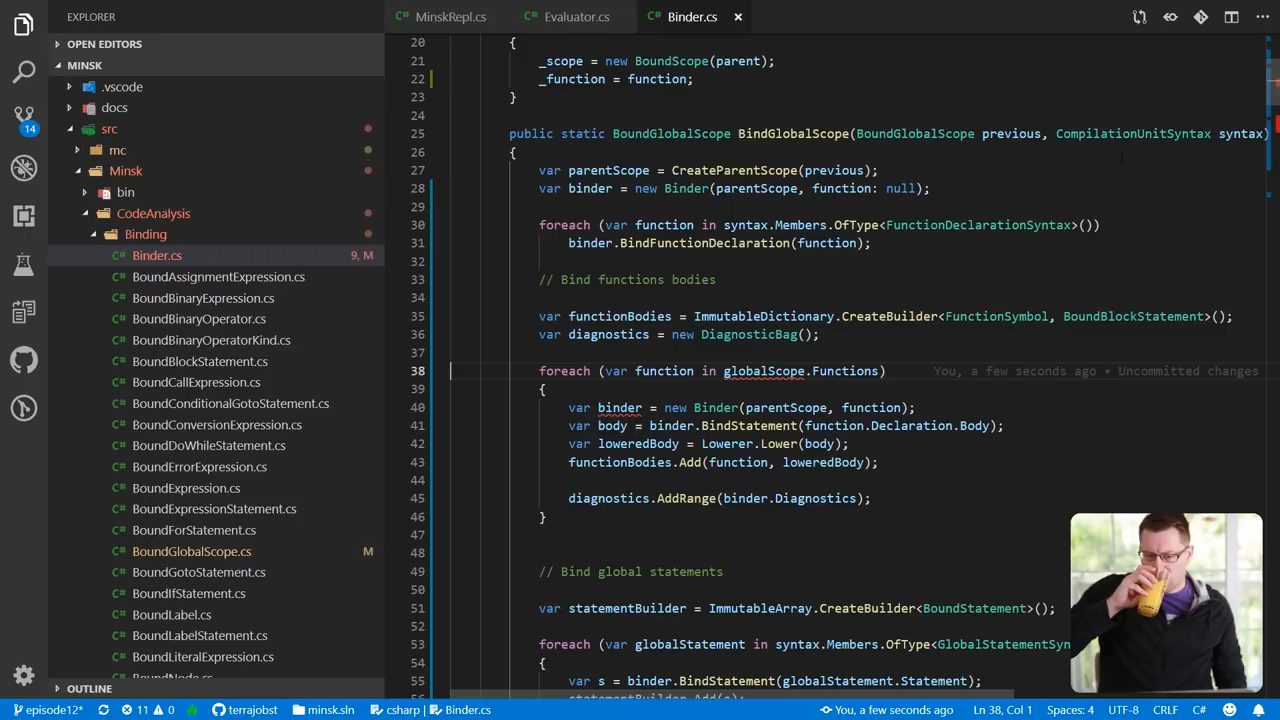 EXPLORER
OPEN EDITORS
MINSK
.vscode
docs
src
mc
Minsk
bin
CodeAnalysis
Binding
Binder.cs 9, M
BoundAssignmentExpression.cs
BoundBinaryExpression.cs
BoundBinaryOperator.cs
BoundBinaryOperatorKind.cs
BoundBlockStatement.cs
BoundCallExpression.cs
BoundConditionalGotoStatement.cs
BoundConversionExpression.cs
BoundDoWhileStatement.cs
BoundErrorExpression.cs
BoundExpression.cs
BoundExpressionStatement.cs
BoundForStatement.cs
BoundGlobalScope.cs M
BoundGotoStatement.cs
BoundIfStatement.cs
BoundLabel.cs
BoundLabelStatement.cs
BoundLiteralExpression.cs
BoundNode.cs
OUTLINE
14
MinskRepl.cs Evaluator.cs Binder.cs
20 {
21 _scope = new BoundScope(parent);
22 _function = function;
23 }
24
25 public static BoundGlobalScope BindGlobalScope(BoundGlobalScope previous, CompilationUnitSyntax syntax)
26 {
27 var parentScope = CreateParentScope(previous);
28 var binder = new Binder(parentScope, function: null);
29
30 foreach (var function in syntax.Members.OfType<FunctionDeclarationSyntax>())
31 binder.BindFunctionDeclaration(function);
32
33 // Bind functions bodies
34
35 var functionBodies = ImmutableDictionary.CreateBuilder<FunctionSymbol, BoundBlockStatement>();
36 var diagnostics = new DiagnosticBag();
37
38 foreach (var function in globalScope.Functions) You, a few seconds ago • Uncommitted changes
39 {
40 var binder = new Binder(parentScope, function);
41 var body = binder.BindStatement(function.Declaration.Body);
42 var loweredBody = Lowerer.Lower(body);
43 functionBodies.Add(function, loweredBody);
44
45 diagnostics.AddRange(binder.Diagnostics);
46 }
47
48
49 // Bind global statements
50
51 var statementBuilder = ImmutableArray.CreateBuilder<BoundStatement>();
52
53 foreach (var globalStatement in syntax.Members.OfType<GlobalStatementSyn
54 {
55 var s = binder.BindStatement(globalStatement.Statement);
56 statementBuilder.Add(s);
episode12* 11 0 terrajobst minsk.sln csharp Binder.cs You, a few seconds ago Ln 38, Col 1 Spaces: 4 UTF-8 CRLF C#